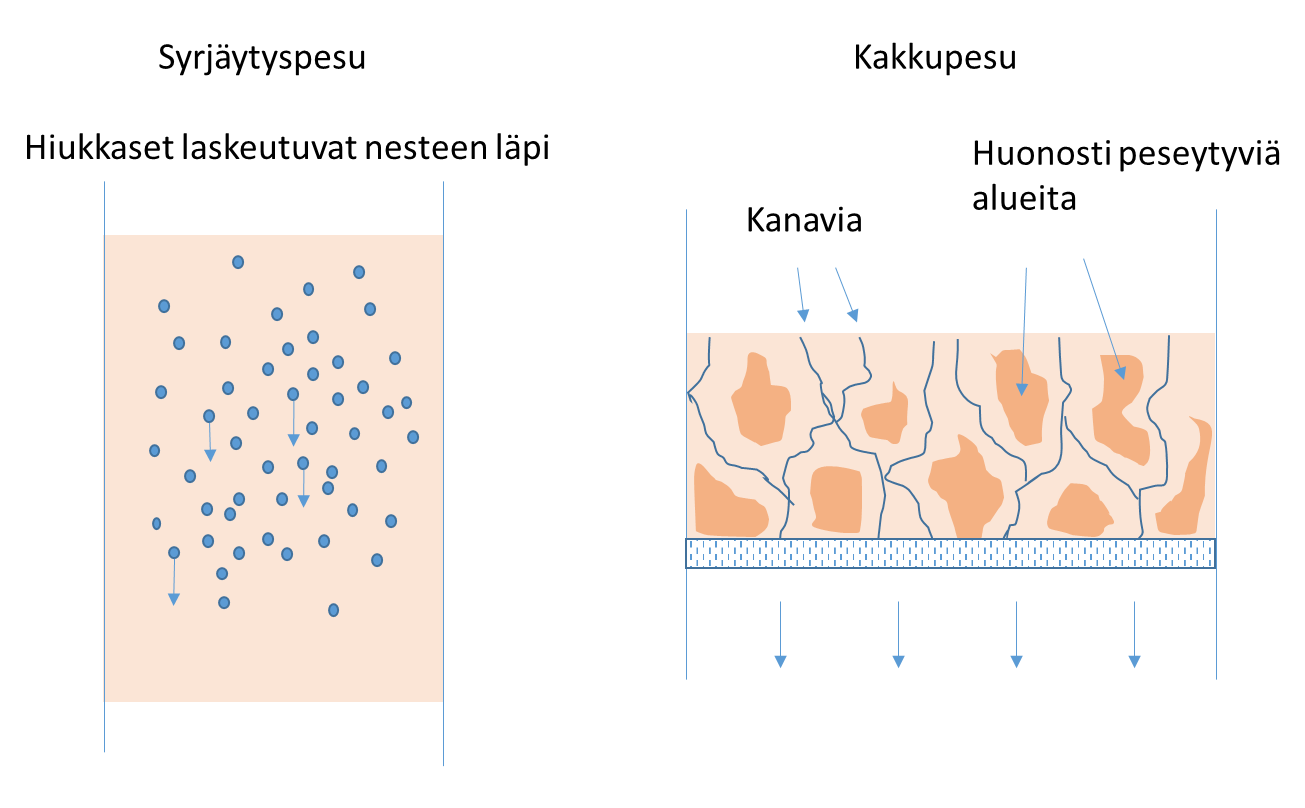 Syrjäytyspesu
Hiukkaset laskeutuvat nesteen läpi
Kakkupesu
Kanavia
Huonosti peseytyviä
alueita